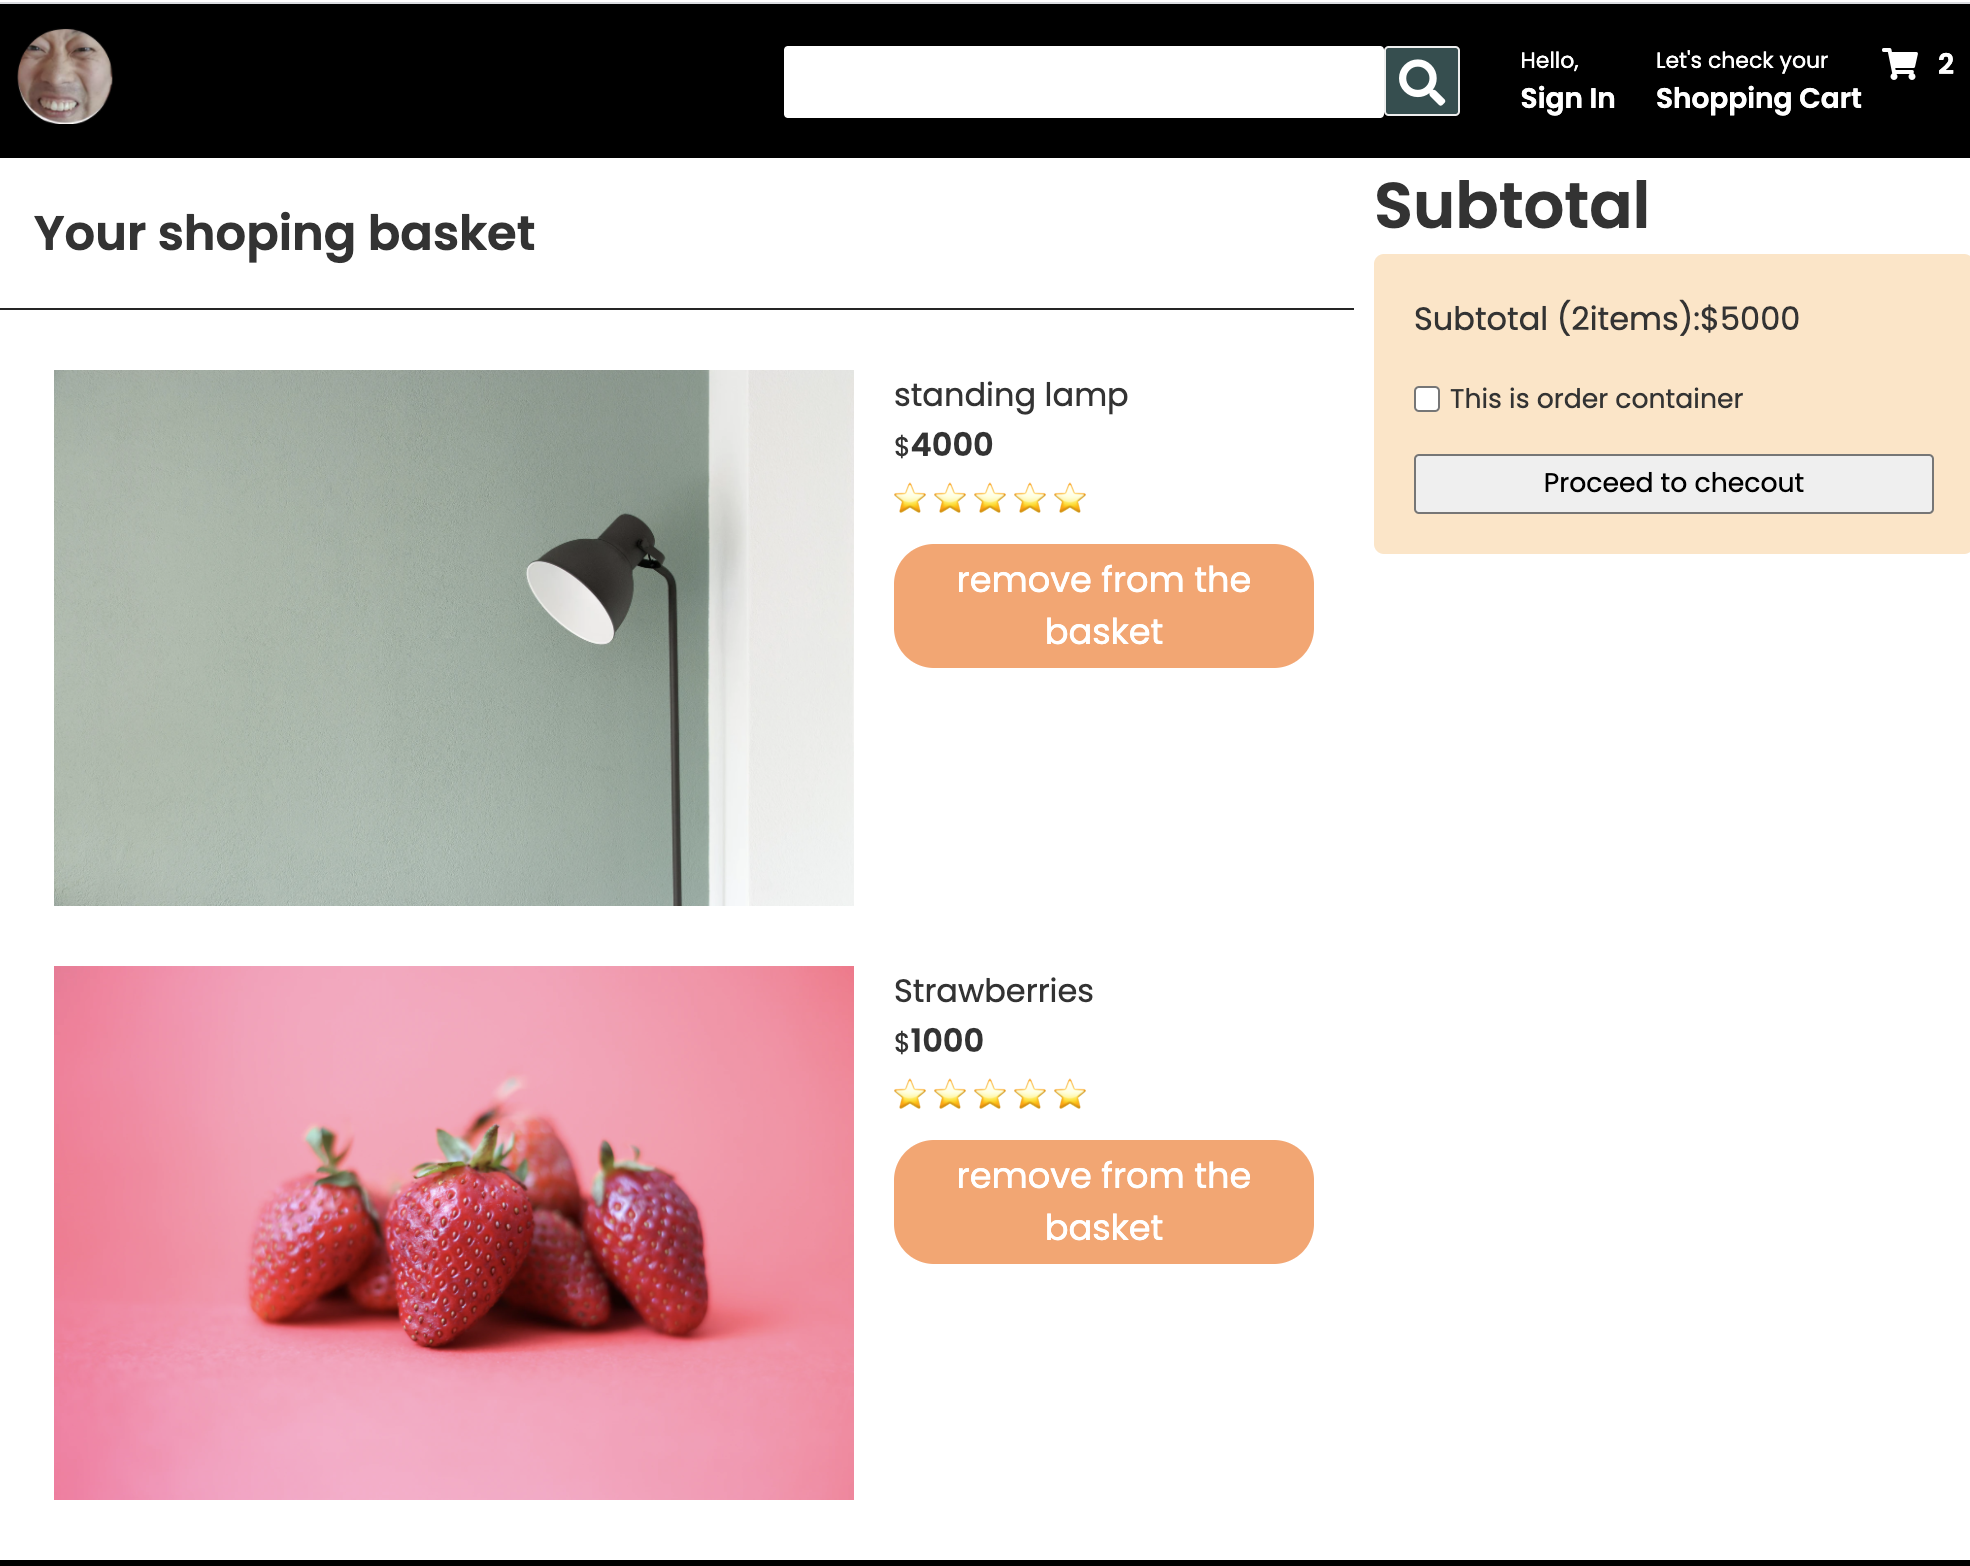 Hello,
Sign In
Let's check your
Shopping Cart
2
Your shoping basket
Subtotal
Subtotal (2items):$5000
This is order container
Proceed to checout
standing lamp
$4000
remove from the
basket
Strawberries
$1000
remove from the
basket